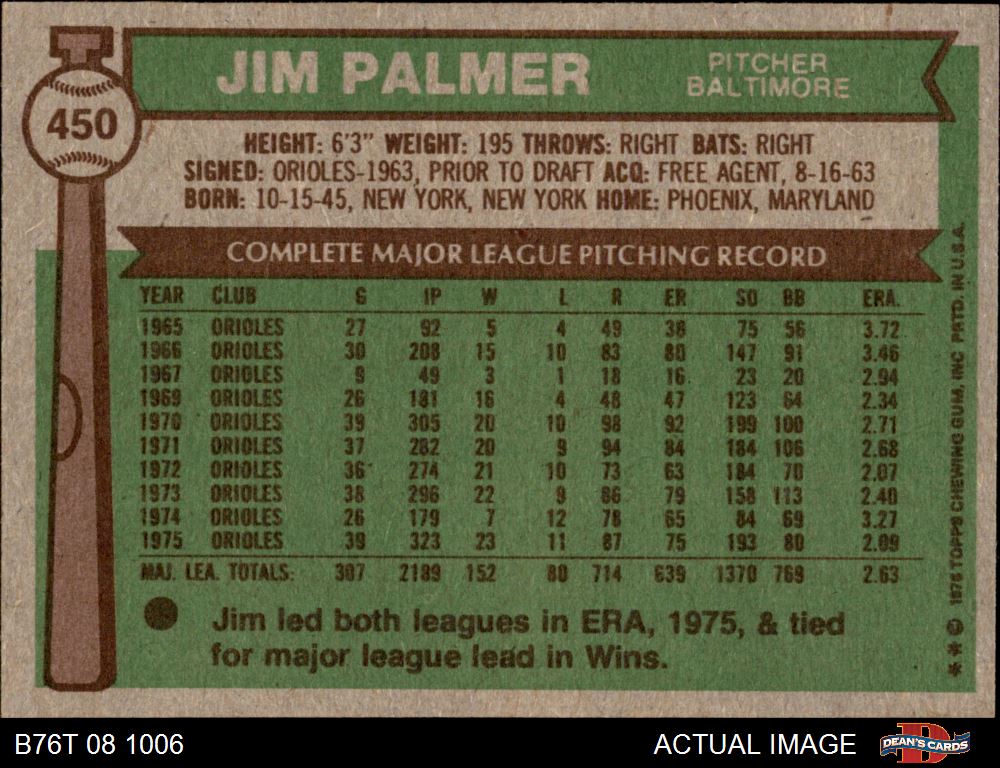 JIM PALMER PITCHER
BALTIMORE
450
HEIGHT: 6'3" WEIGHT: 195 THROWS: RIGHT BATS: RIGHT
SIGNED: ORIOLES-1963, PRIOR TO DRAFT ACQ: FREE AGENT, 8-16-63
BORN: 10-15-45, NEW YORK, NEW YORK HOME: PHOENIX, MARYLAND
COMPLETE MAJOR LEAGUE PITCHING RECORD
YEAR CLUB G IP W L R ER SO BB ERA.
1965 ORIOLES 27 92 5 4 49 38 75 56 3.72
1966 ORIOLES 30 208 15 10 83 80 147 91 3.46
1967 ORIOLES 9 49 3 1 18 16 23 20 2.94
1969 ORIOLES 26 181 16 4 48 47 123 64 2.34
1970 ORIOLES 39 305 20 10 98 92 199 100 2.71
1971 ORIOLES 37 282 20 9 94 84 184 106 2.68
1972 ORIOLES 36 274 21 10 73 63 184 70 2.07
1973 ORIOLES 38 296 22 9 86 79 158 113 2.40
1974 ORIOLES 26 179 7 12 78 65 84 69 3.27
1975 ORIOLES 39 323 23 11 87 75 193 80 2.09
MAJ. LEA. TOTALS: 307 2189 152 80 714 639 1370 769 2.63
Jim led both leagues in ERA, 1975, & tied
for major league lead in Wins.
* * © 1976 TOPPS CHEWING GUM, INC PRTD. IN U.S.A.
B76T 08 1006 ACTUAL IMAGE DEAN'S CARDS